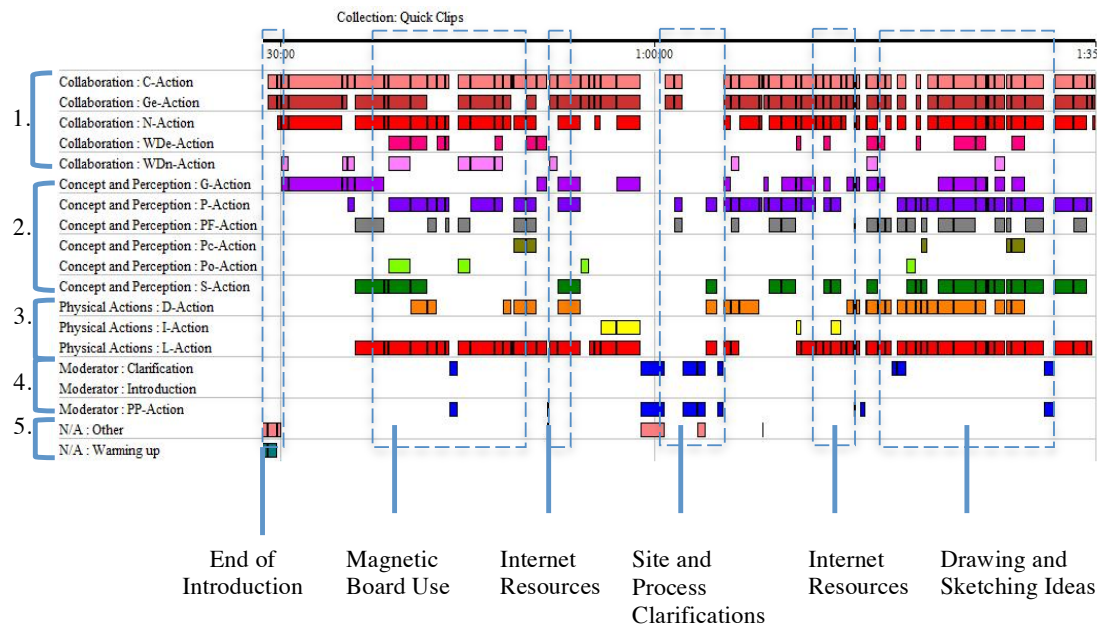 Collection: Quick Clips
30:00
1:00:00
1:35
1.
Collaboration : C-Action
Collaboration : Ge-Action
Collaboration : N-Action
Collaboration : WDe-Action
Collaboration : WDn-Action
2.
Concept and Perception : G-Action
Concept and Perception : P-Action
Concept and Perception : PF-Action
Concept and Perception : Pc-Action
Concept and Perception : Po-Action
Concept and Perception : S-Action
3.
Physical Actions : D-Action
Physical Actions : I-Action
Physical Actions : L-Action
4.
Moderator : Clarification
Moderator : Introduction
Moderator : PP-Action
5.
N/A : Other
N/A : Warming up
End of
Introduction
Magnetic
Board Use
Internet
Resources
Site and
Process
Clarifications
Internet
Resources
Drawing and
Sketching Ideas